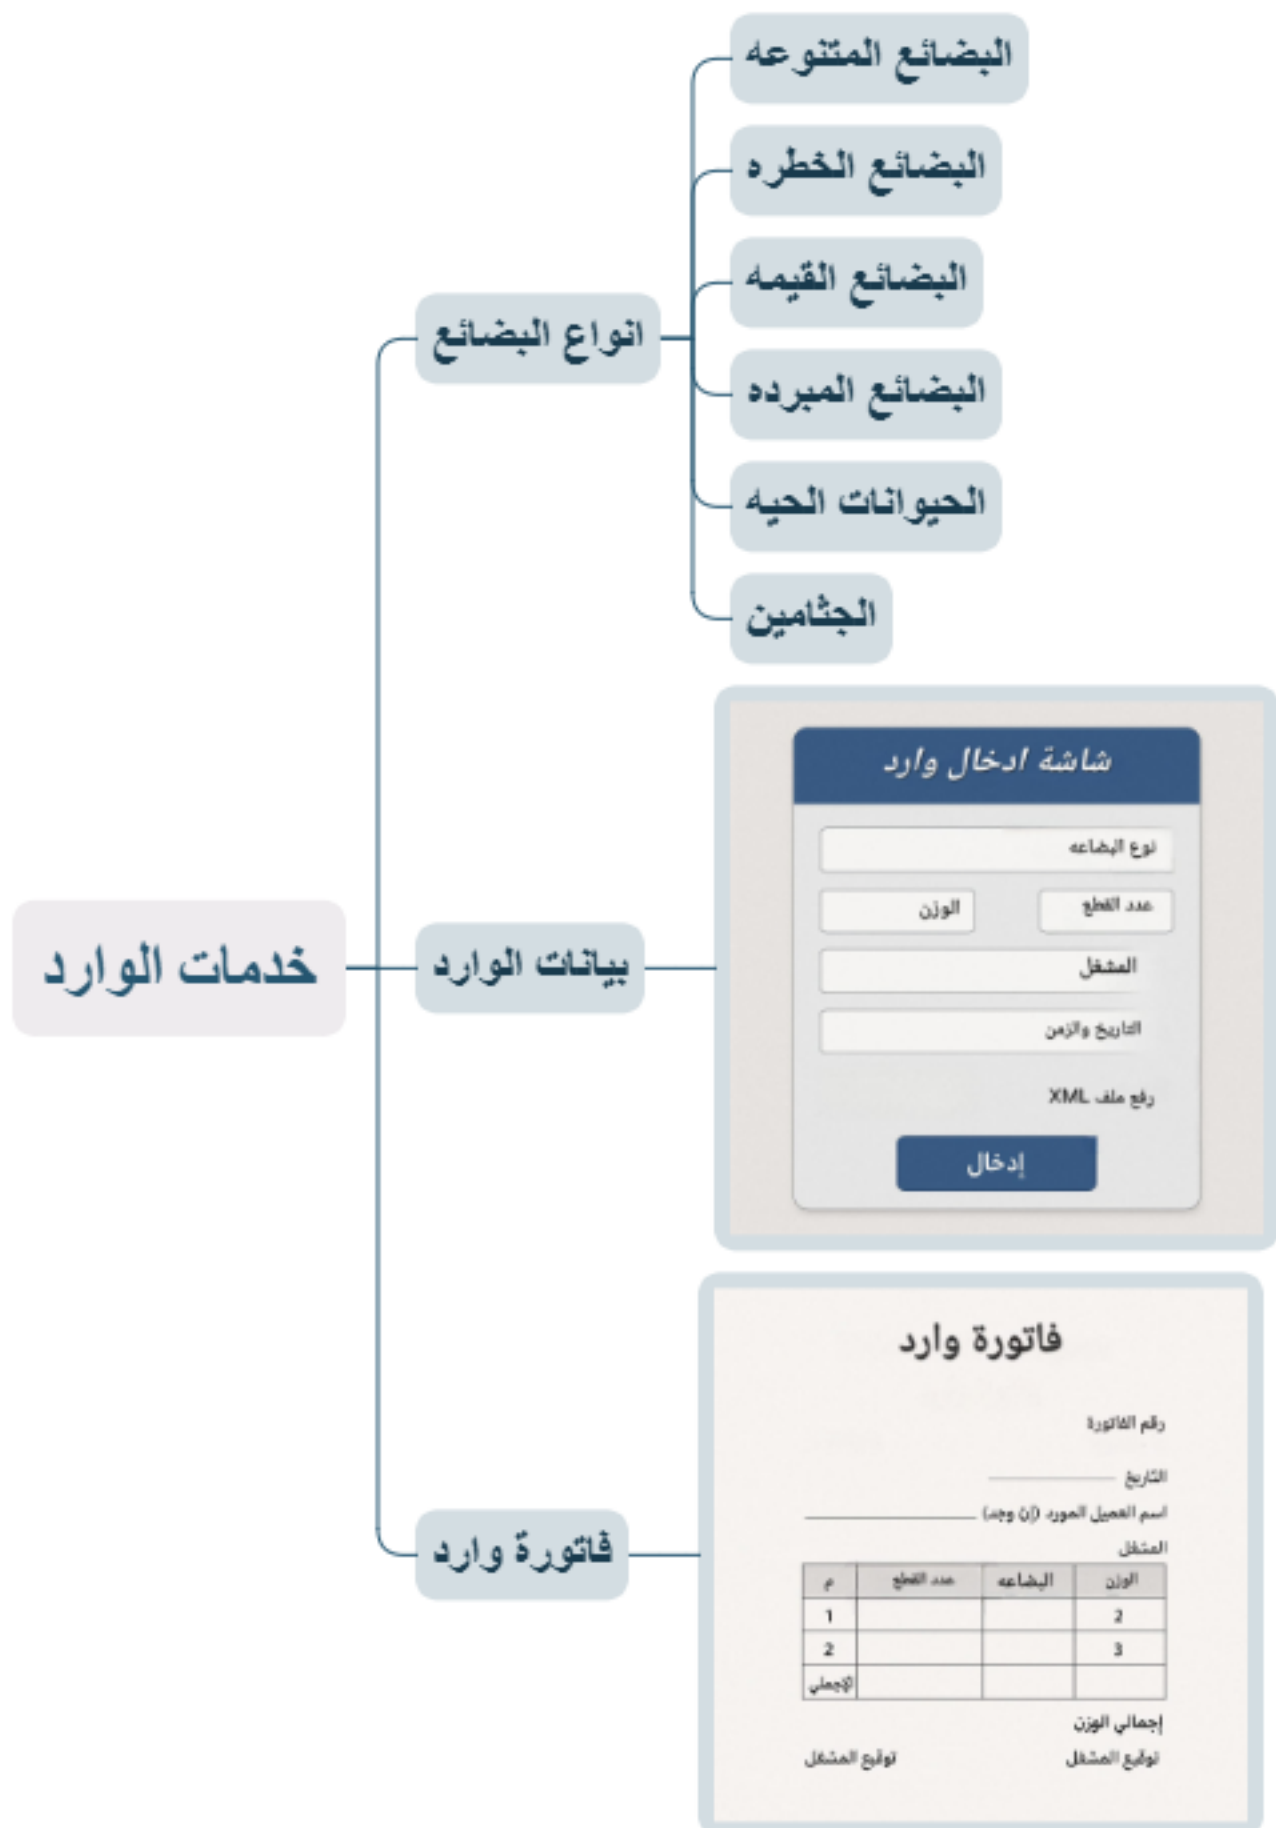 خدمات الوارد
انواع البضائع
البضائع المتنوعه
البضائع الخطره
البضائع القيمه
البضائع المبرده
الحيوانات الحيه
الجثامين
بيانات الوارد
شاشة ادخال وارد
نوع البضاعه
عدد القطع الوزن
المشغل
التاريخ والزمن
رفع ملف XML
إدخال
فاتورة وارد
فاتورة وارد
رقم الفاتورة
التاريخ
اسم العميل المورد (إن وجد)
المشغل
الوزن البضاعه عدد القطع م
2 1
3 2
الإجمالي
إجمالي الوزن
توقيع المشغل توقيع المشغل